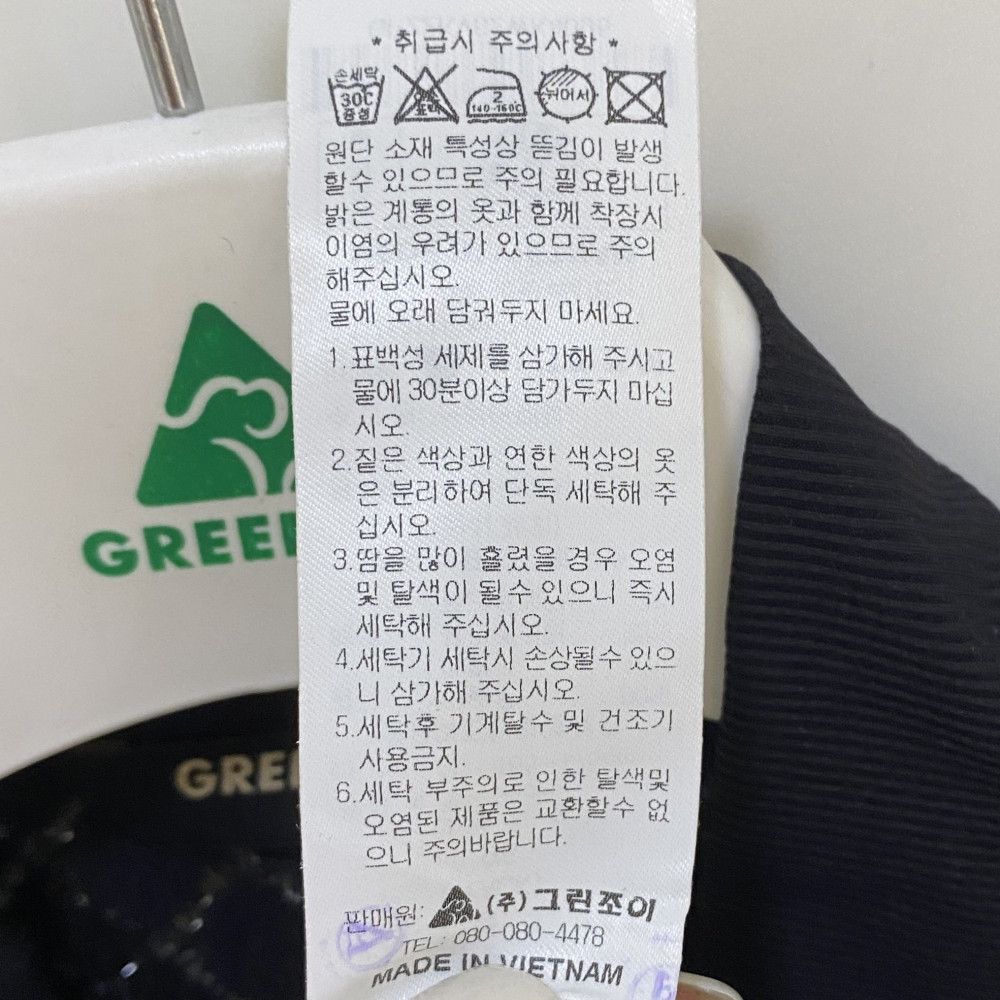 * 취급시 주의사항 *
손세탁
30℃
중성
2
140~160℃
뉘어서
원단 소재 특성상 뜯김이 발생
할수 있으므로 주의 필요합니다.
밝은 계통의 옷과 함께 착장시
이염의 우려가 있으므로 주의
해주십시오.
물에 오래 담궈두지 마세요.
1.표백성 세제를 삼가해 주시고
물에 30분이상 담가두지 마십
시오.
2.짙은 색상과 연한 색상의 옷
은 분리하여 단독 세탁해 주
십시오.
3.땀을 많이 흘렸을 경우 오염
및 탈색이 될수 있으니 즉시
세탁해 주십시오.
4.세탁기 세탁시 손상될수 있으
니 삼가해 주십시오.
5.세탁후 기계탈수 및 건조기
사용금지.
6.세탁 부주의로 인한 탈색및
오염된 제품은 교환할수 없
으니 주의바랍니다.
판매원: (주)그린조이
TEL: 080-080-4478
MADE IN VIETNAM
GREE
GRE